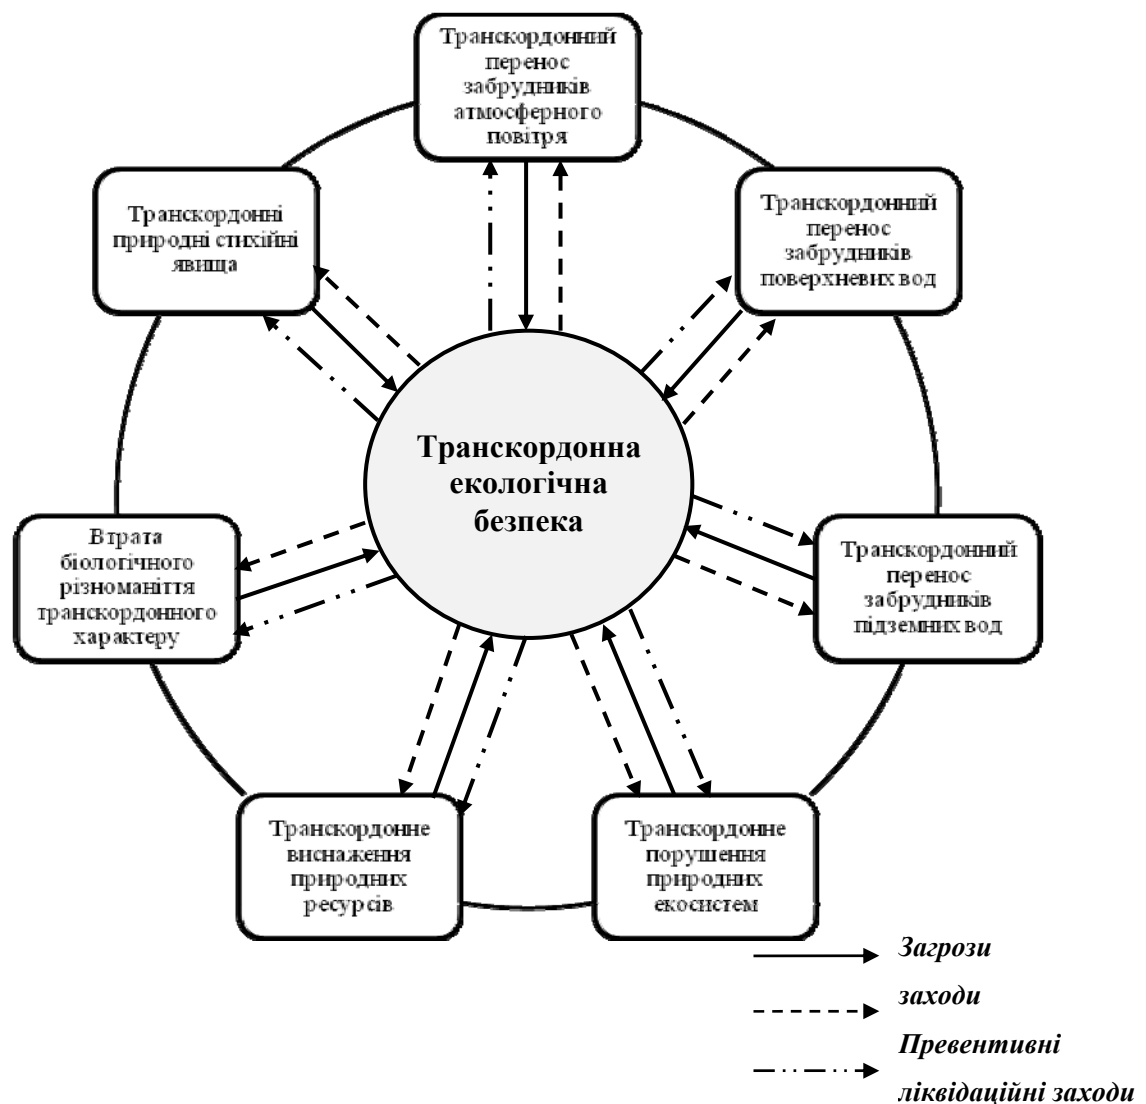 Транскордонний
перенос
забрудників
атмосферного
повітря
Транскордонні
природні стихійні
явища
Транскордонний
перенос
забрудників
поверхневих вод
Транскордонна
екологічна
безпека
Втрата
біологічного
різноманіття
транскордонного
характеру
Транскордонний
перенос
забрудників
підземних вод
Транскордонне
виснаження
природних
ресурсів
Транскордонне
порушення
природних
екосистем
Загрози
заходи
Превентивні
ліквідаційні заходи